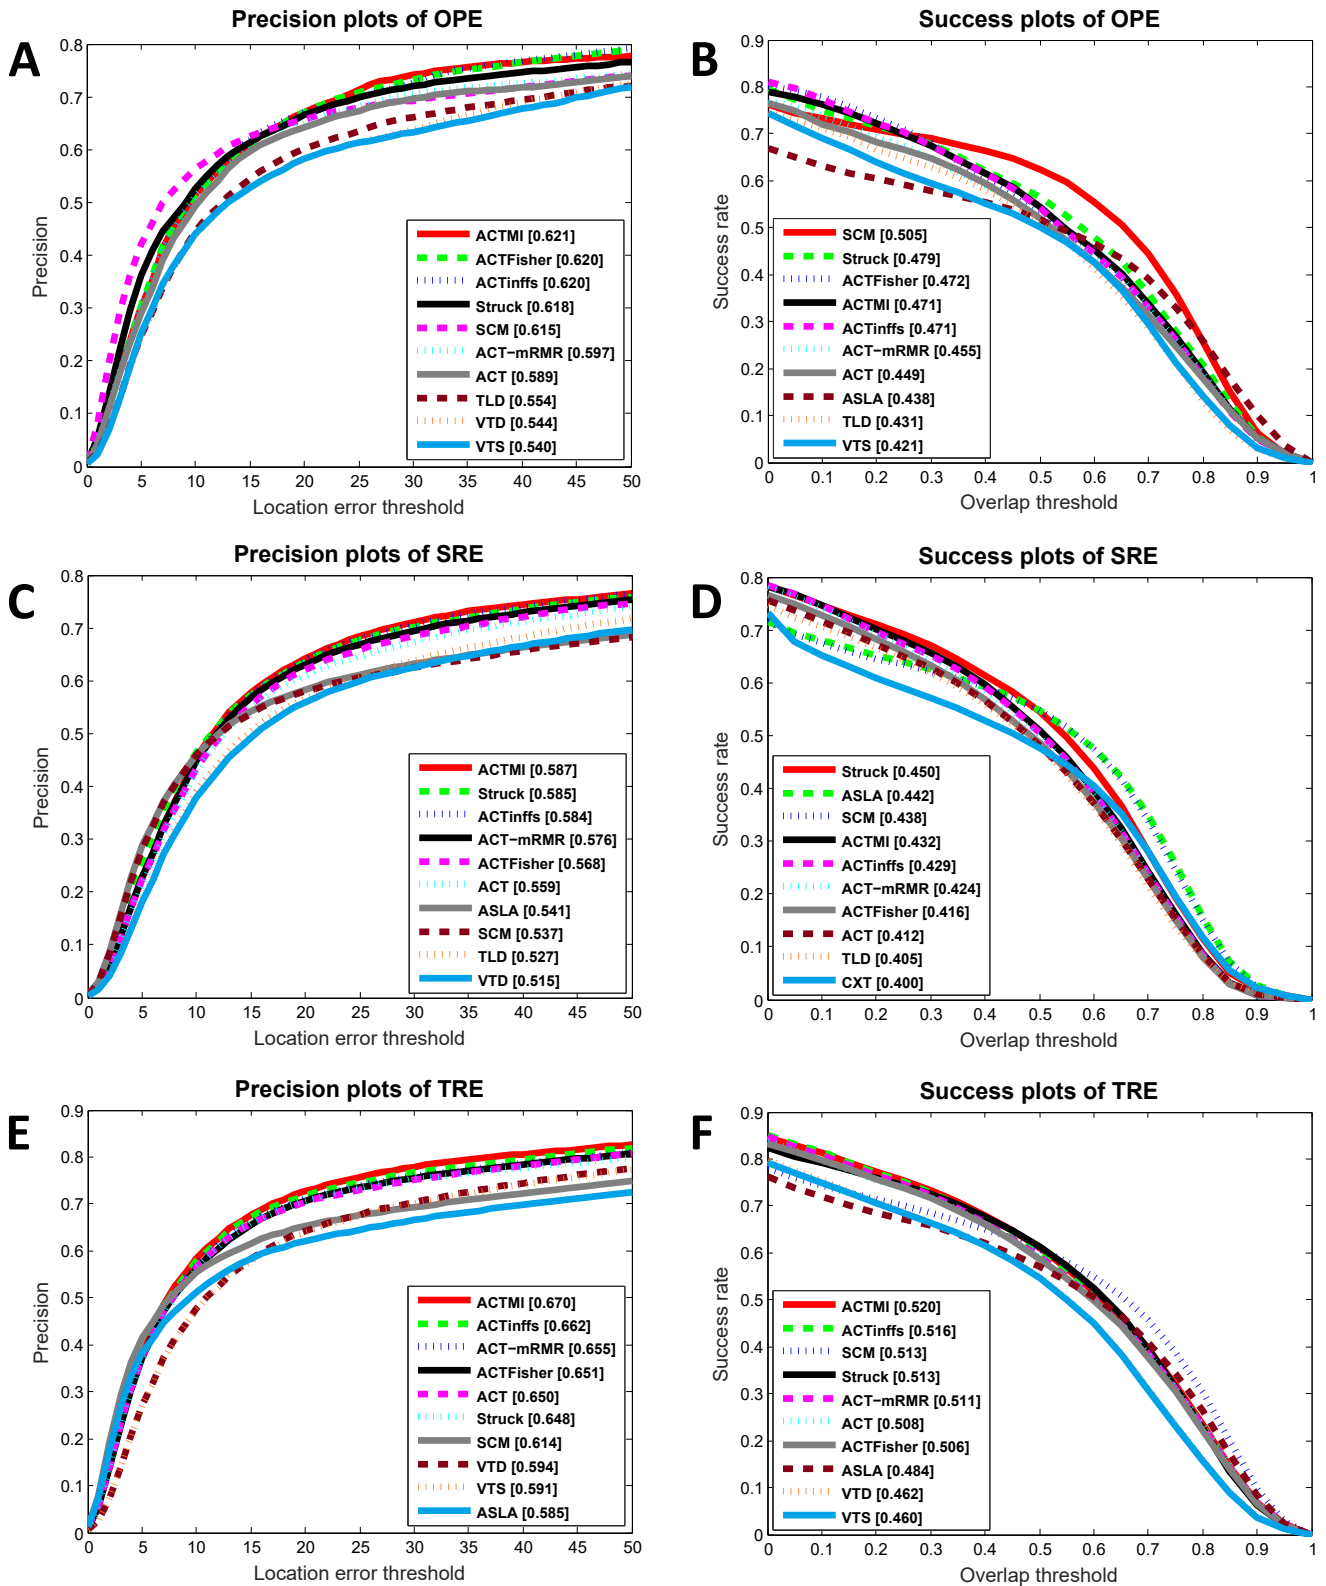 Precision plots of OPE
A
0.8
0.7
0.6
0.5
0.4
0.3
0.2
0.1
0
Precision
ACTMI [0.621]
ACTFisher [0.620]
ACTinffs [0.620]
Struck [0.618]
SCM [0.615]
ACT−mRMR [0.597]
ACT [0.589]
TLD [0.554]
VTD [0.544]
VTS [0.540]
0 5 10 15 20 25 30 35 40 45 50
Location error threshold
Success plots of OPE
B
0.9
0.8
0.7
0.6
0.5
0.4
0.3
0.2
0.1
0
Success rate
SCM [0.505]
Struck [0.479]
ACTFisher [0.472]
ACTMI [0.471]
ACTinffs [0.471]
ACT−mRMR [0.455]
ACT [0.449]
ASLA [0.438]
TLD [0.431]
VTS [0.421]
0 0.1 0.2 0.3 0.4 0.5 0.6 0.7 0.8 0.9 1
Overlap threshold
Precision plots of SRE
C
0.8
0.7
0.6
0.5
0.4
0.3
0.2
0.1
0
Precision
ACTMI [0.587]
Struck [0.585]
ACTinffs [0.584]
ACT−mRMR [0.576]
ACTFisher [0.568]
ACT [0.559]
ASLA [0.541]
SCM [0.537]
TLD [0.527]
VTD [0.515]
0 5 10 15 20 25 30 35 40 45 50
Location error threshold
Success plots of SRE
D
0.8
0.7
0.6
0.5
0.4
0.3
0.2
0.1
0
Success rate
Struck [0.450]
ASLA [0.442]
SCM [0.438]
ACTMI [0.432]
ACTinffs [0.429]
ACT−mRMR [0.424]
ACTFisher [0.416]
ACT [0.412]
TLD [0.405]
CXT [0.400]
0 0.1 0.2 0.3 0.4 0.5 0.6 0.7 0.8 0.9 1
Overlap threshold
Precision plots of TRE
E
0.9
0.8
0.7
0.6
0.5
0.4
0.3
0.2
0.1
0
Precision
ACTMI [0.670]
ACTinffs [0.662]
ACT−mRMR [0.655]
ACTFisher [0.651]
ACT [0.650]
Struck [0.648]
SCM [0.614]
VTD [0.594]
VTS [0.591]
ASLA [0.585]
0 5 10 15 20 25 30 35 40 45 50
Location error threshold
Success plots of TRE
F
0.9
0.8
0.7
0.6
0.5
0.4
0.3
0.2
0.1
0
Success rate
ACTMI [0.520]
ACTinffs [0.516]
SCM [0.513]
Struck [0.513]
ACT−mRMR [0.511]
ACT [0.508]
ACTFisher [0.506]
ASLA [0.484]
VTD [0.462]
VTS [0.460]
0 0.1 0.2 0.3 0.4 0.5 0.6 0.7 0.8 0.9 1
Overlap threshold